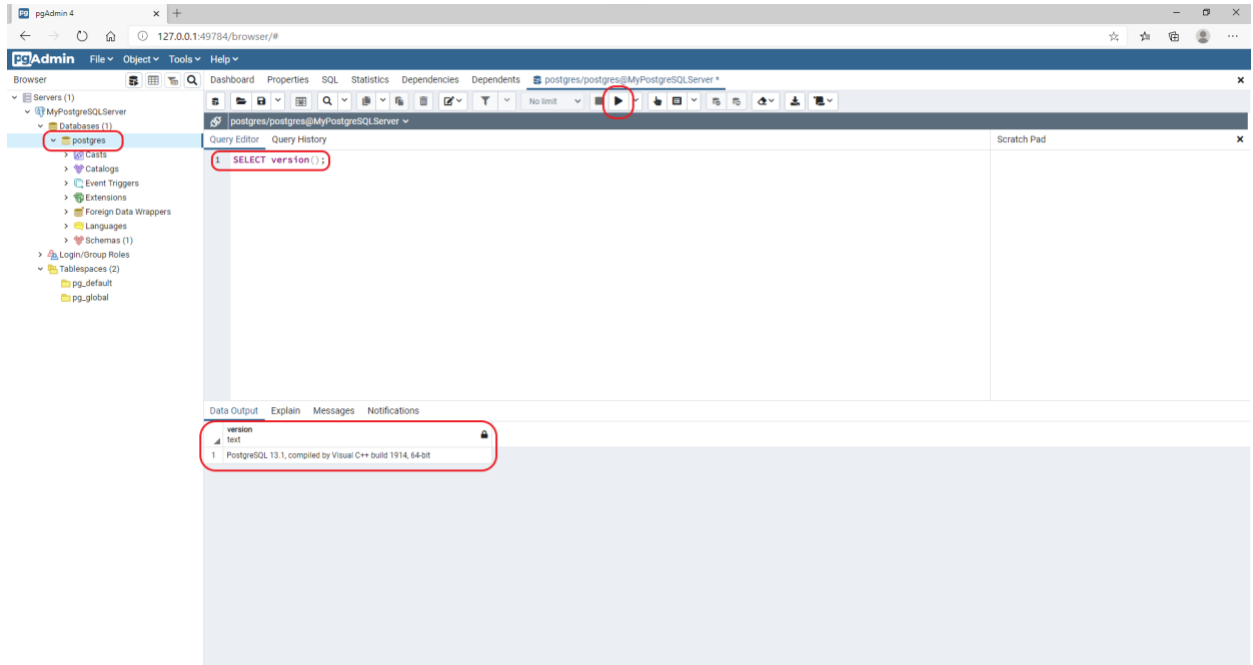 pgAdmin 4
127.0.0.1:49784/browser/#
PgAdmin File Object Tools Help
Browser
Dashboard Properties SQL Statistics Dependencies Dependents postgres/postgres@MyPostgreSQLServer *
Servers (1)
MyPostgreSQLServer
Databases (1)
postgres
Casts
Catalogs
Event Triggers
Extensions
Foreign Data Wrappers
Languages
Schemas (1)
Login/Group Roles
Tablespaces (2)
pg_default
pg_global
No limit
postgres/postgres@MyPostgreSQLServer
Query Editor Query History
Scratch Pad
1 SELECT version();
Data Output Explain Messages Notifications
version
text
1 PostgreSQL 13.1, compiled by Visual C++ build 1914, 64-bit